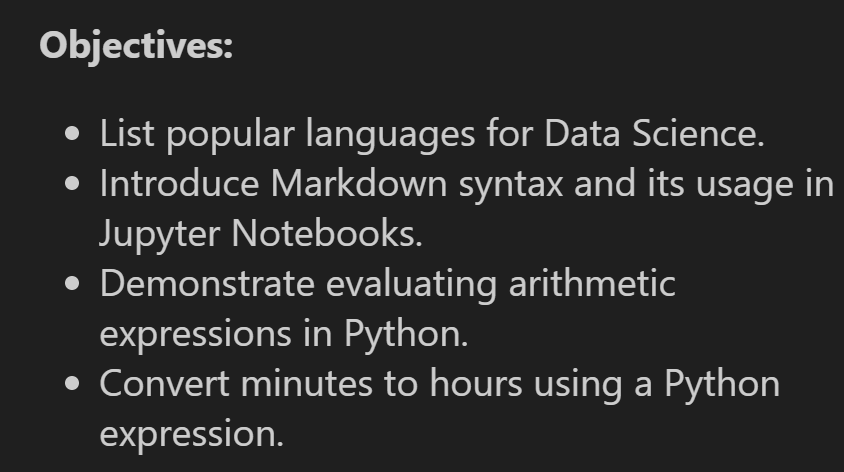 Objectives:
• List popular languages for Data Science.
• Introduce Markdown syntax and its usage in
Jupyter Notebooks.
• Demonstrate evaluating arithmetic
expressions in Python.
• Convert minutes to hours using a Python
expression.